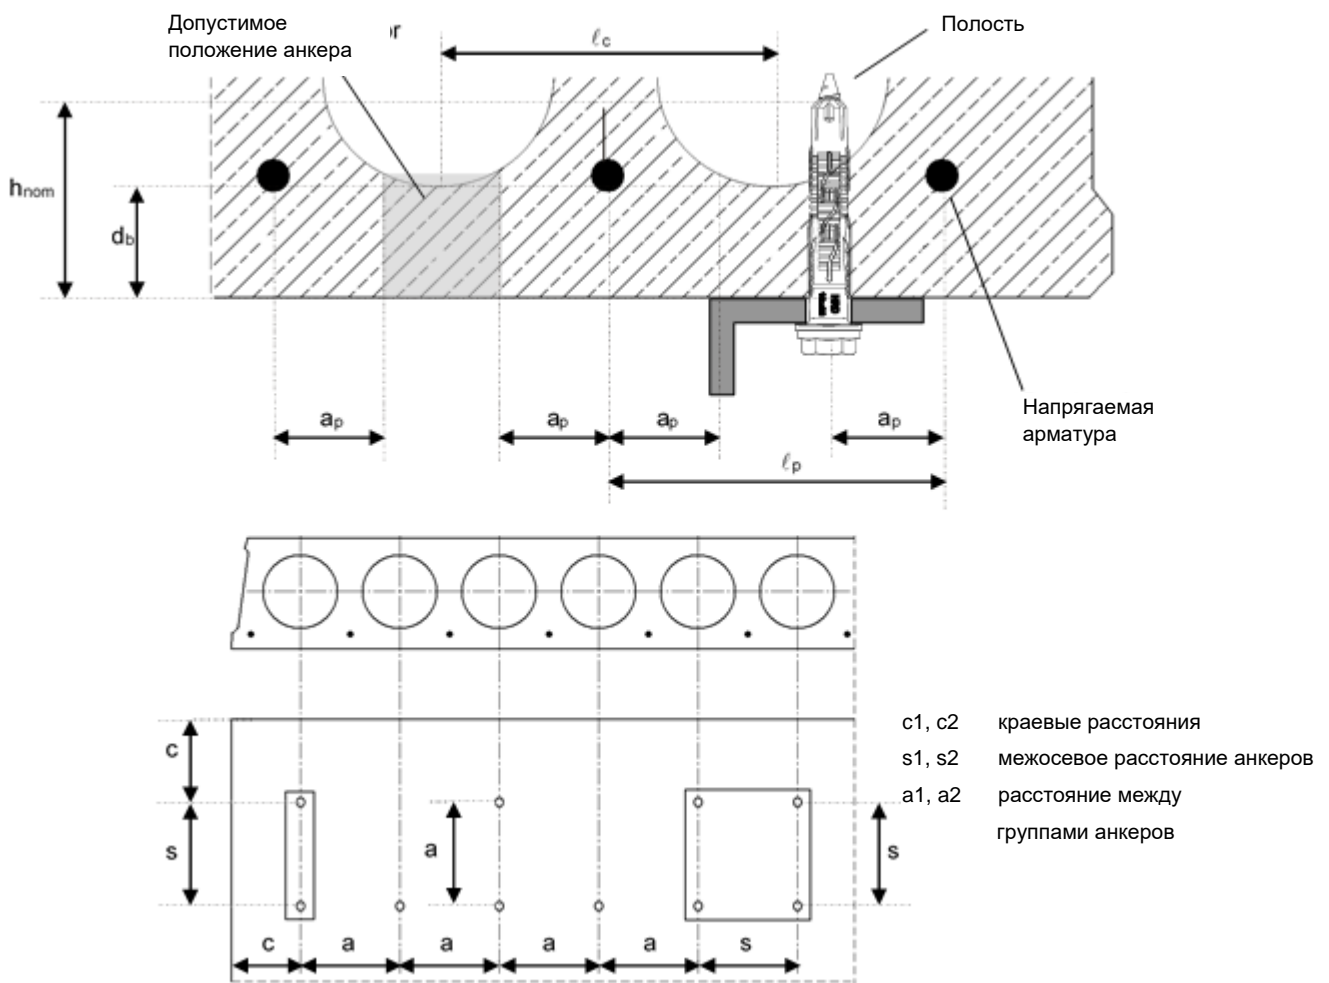 Допустимое
положение анкера
or
ℓc
Полость
hnom
db
Напрягаемая
арматура
ap
ap
ap
ap
ℓp
c
s
a
s
c1, c2 краевые расстояния
s1, s2 межосевое расстояние анкеров
a1, a2 расстояние между
группами анкеров
c
a
a
a
a
s